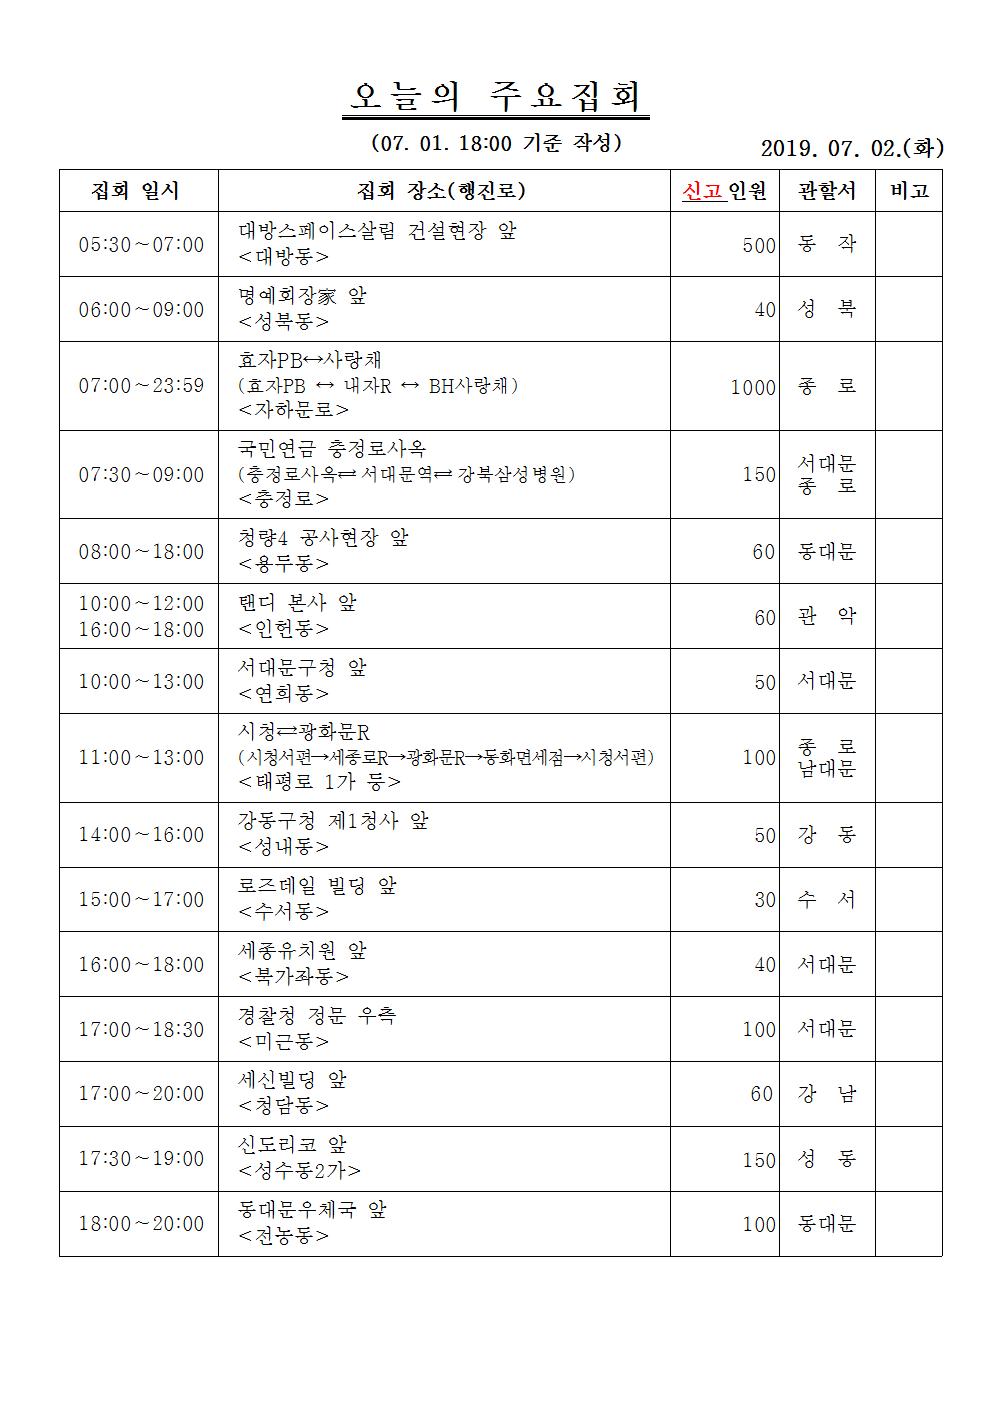 오늘의 주요집회
(07. 01. 18:00 기준 작성)
2019. 07. 02.(화)
집회 일시 집회 장소(행진로) 신고인원 관할서 비고
05:30～07:00 대방스페이스살림 건설현장 앞 500 동 작
<대방동>
06:00～09:00 명예회장家 앞 40 성 북
<성북동>
효자PB↔사랑채
07:00～23:59 (효자PB ↔ 내자R ↔ BH사랑채) 1000 종 로
<자하문로>
국민연금 충정로사옥
07:30～09:00 (충정로사옥⇌서대문역⇌강북삼성병원) 150 서대문
<충정로> 종 로
08:00～18:00 청량4 공사현장 앞 60 동대문
<용두동>
10:00～12:00 탠디 본사 앞 60 관 악
16:00～18:00 <인헌동>
10:00～13:00 서대문구청 앞 50 서대문
<연희동>
시청⇄광화문R
11:00～13:00 (시청서편→세종로R→광화문R→동화면세점→시청서편) 100 종 로
<태평로 1가 등> 남대문
14:00～16:00 강동구청 제1청사 앞 50 강 동
<성내동>
15:00～17:00 로즈데일 빌딩 앞 30 수 서
<수서동>
16:00～18:00 세종유치원 앞 40 서대문
<북가좌동>
17:00～18:30 경찰청 정문 우측 100 서대문
<미근동>
17:00～20:00 세신빌딩 앞 60 강 남
<청담동>
17:30～19:00 신도리코 앞 150 성 동
<성수동2가>
18:00～20:00 동대문우체국 앞 100 동대문
<전농동>